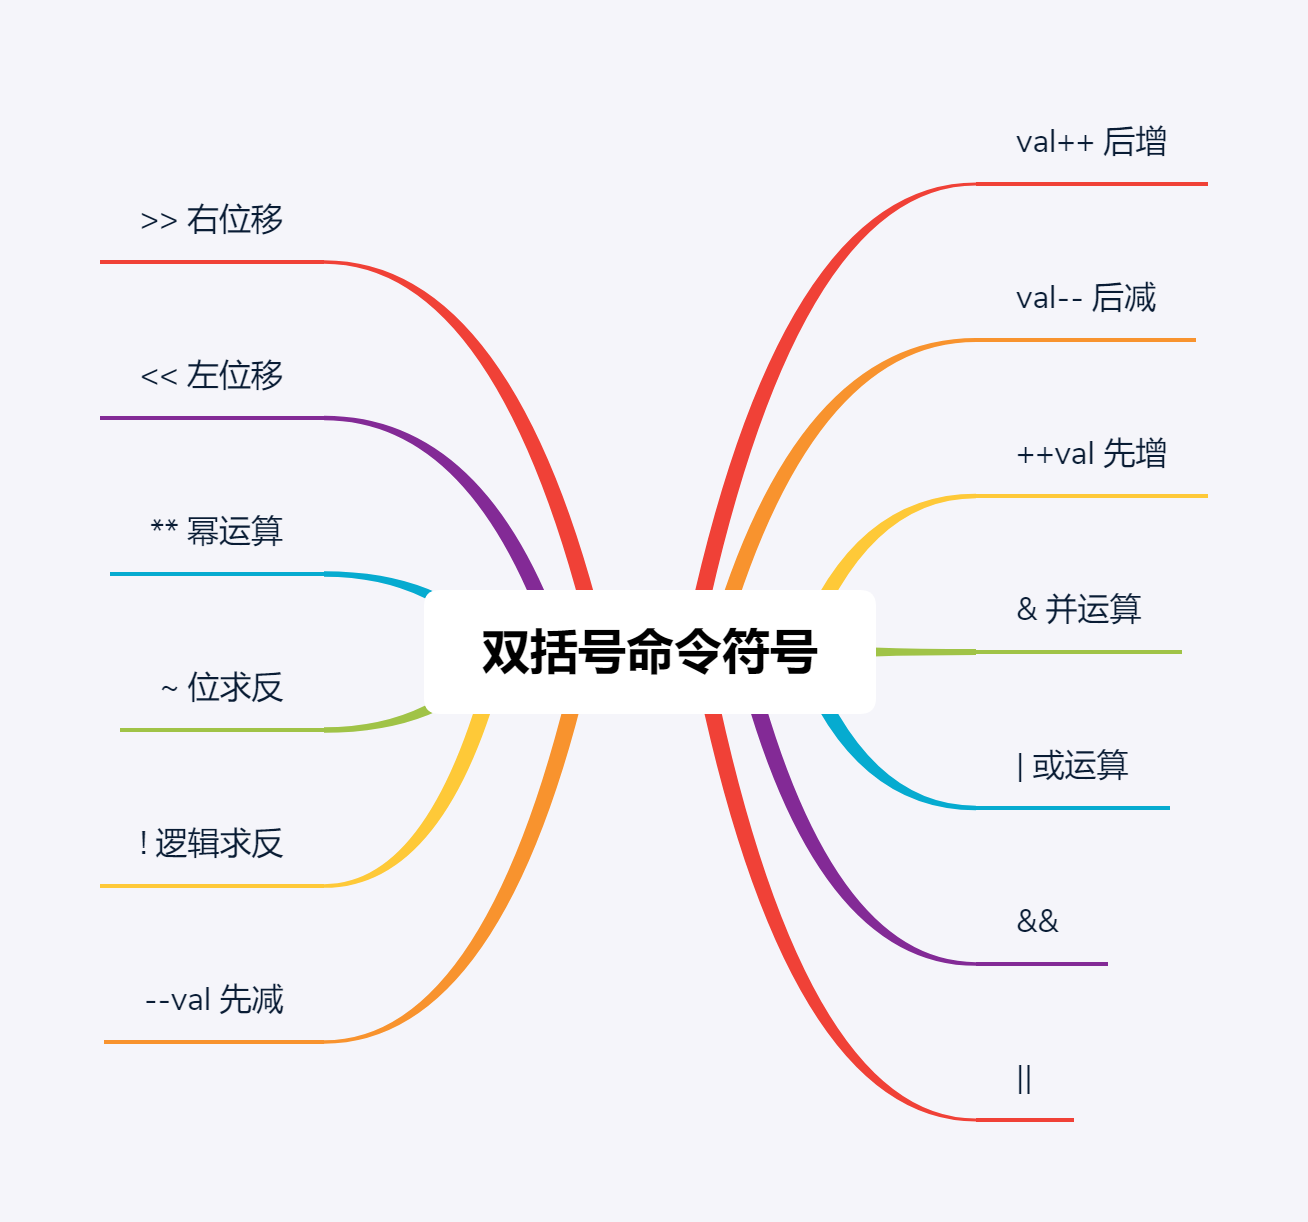 双括号命令符号
val++ 后增
val-- 后减
++val 先增
& 并运算
| 或运算
&&
||
>> 右位移
<< 左位移
** 幂运算
~ 位求反
! 逻辑求反
--val 先减